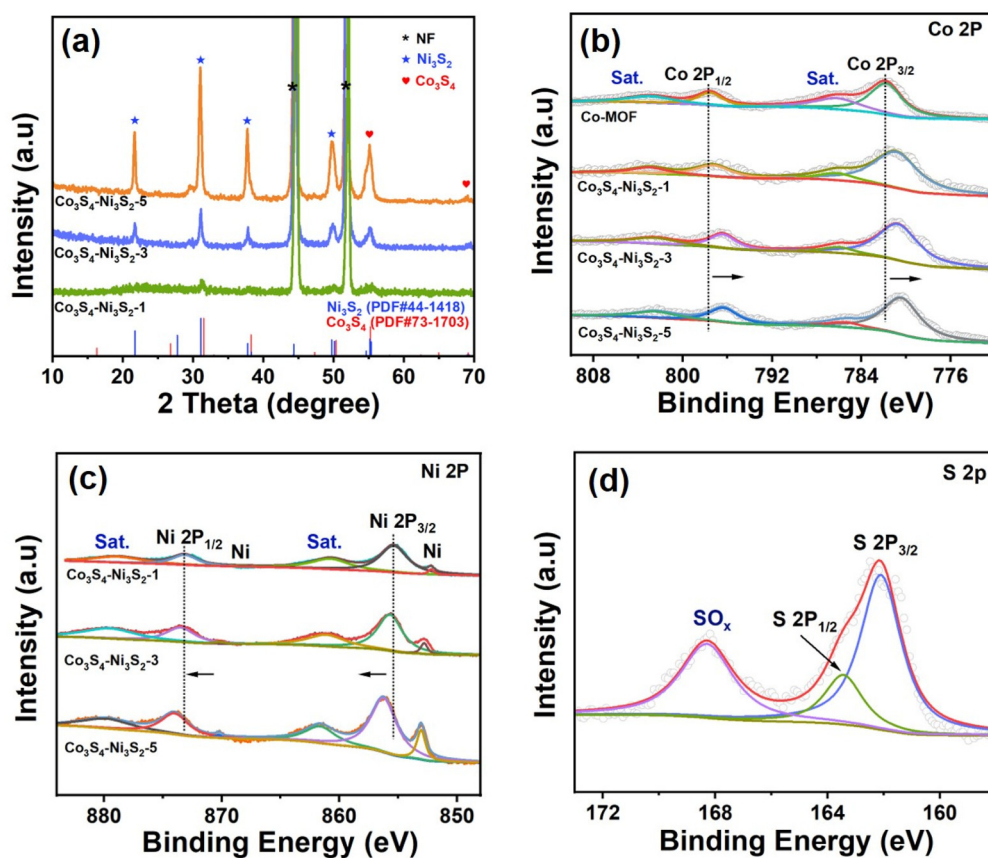 (a)
* NF
★ Ni₃S₂
♥ Co₃S₄
Intensity (a.u)
Co₃S₄-Ni₃S₂-5
Co₃S₄-Ni₃S₂-3
Co₃S₄-Ni₃S₂-1
Ni₃S₂ (PDF#44-1418)
Co₃S₄ (PDF#73-1703)
10 20 30 40 50 60 70
2 Theta (degree)
(b)
Co 2P
Sat. Co 2P₁/₂ Sat. Co 2P₃/₂
Intensity (a.u)
Co-MOF
Co₃S₄-Ni₃S₂-1
Co₃S₄-Ni₃S₂-3
Co₃S₄-Ni₃S₂-5
808 800 792 784 776
Binding Energy (eV)
(c)
Ni 2P
Sat. Ni 2P₁/₂ Ni Sat. Ni 2P₃/₂ Ni
Intensity (a.u)
Co₃S₄-Ni₃S₂-1
Co₃S₄-Ni₃S₂-3
Co₃S₄-Ni₃S₂-5
880 870 860 850
Binding Energy (eV)
(d)
S 2p
S 2P₃/₂
S 2P₁/₂
SOₓ
Intensity (a.u)
172 168 164 160
Binding Energy (eV)